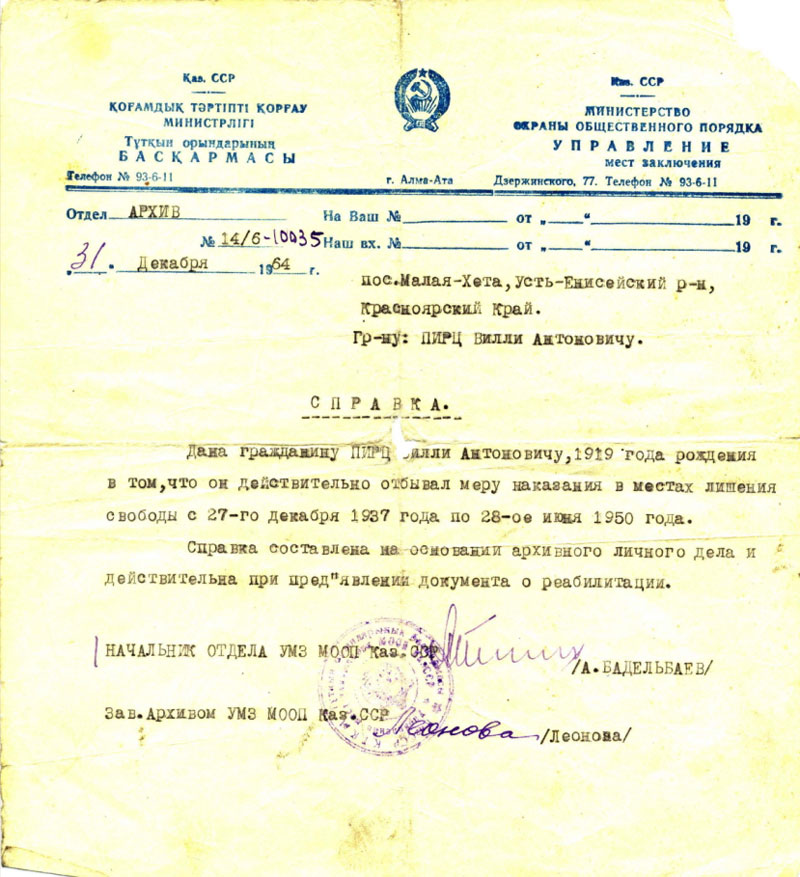 Қаз. ССР
ҚОҒАМДЫҚ ТӘРТІПТІ ҚОРҒАУ
МИНИСТРЛІГІ
Тұтқын орындарының
БАСҚАРМАСЫ
Телефон № 93-6-11
г. Алма-Ата
Каз. ССР
МИНИСТЕРСТВО
ОХРАНЫ ОБЩЕСТВЕННОГО ПОРЯДКА
УПРАВЛЕНИЕ
мест заключения
Дзержинского, 77. Телефон № 93-6-11
Отдел АРХИВ
№ 14/6-10035
„31." Декабря 1964 г.
На Ваш № от „ “ 19 г.
Наш вх. № от „ “ 19 г.
пос.Малая-Хета, Усть-Енисейский р-н,
Красноярский Край.
Гр-ну: ПИРЦ Вилли Антоновичу.
СПРАВКА.
Дана гражданину ПИРЦ Вилли Антоновичу, 1919 года рождения
в том, что он действительно отбывал меру наказания в местах лишения
свободы с 27-го декабря 1937 года по 28-ое июня 1950 года.
Справка составлена на основании архивного личного дела и
действительна при пред"явлении документа о реабилитации.
НАЧАЛЬНИК ОТДЕЛА УМЗ МООП Каз.ССР
/А.БАДЕЛЬБАЕВ/
Зав.Архивом УМЗ МООП Каз.ССР Леонова /Леонова/